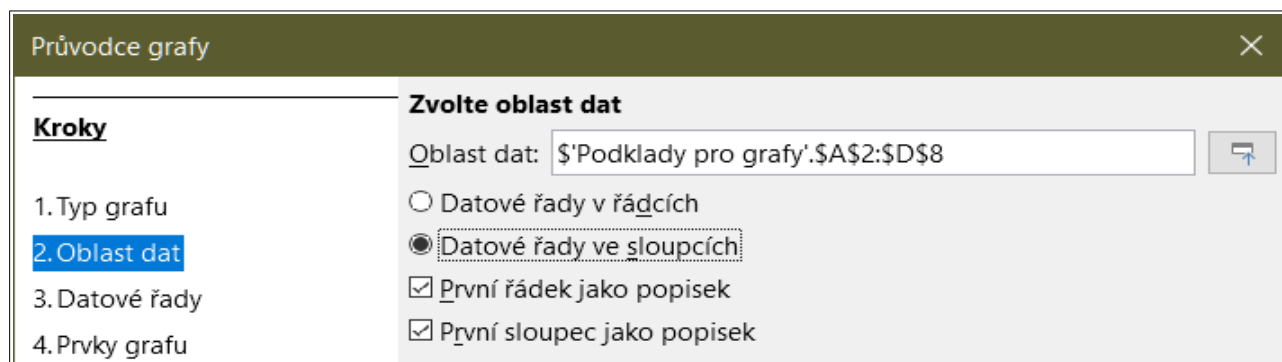 Průvodce grafy
Kroky
1. Typ grafu
2. Oblast dat
3. Datové řady
4. Prvky grafu
Zvolte oblast dat
Oblast dat: $'Podklady pro grafy'.$A$2:$D$8
Datové řady v řádcích
Datové řady ve sloupcích
První řádek jako popisek
První sloupec jako popisek